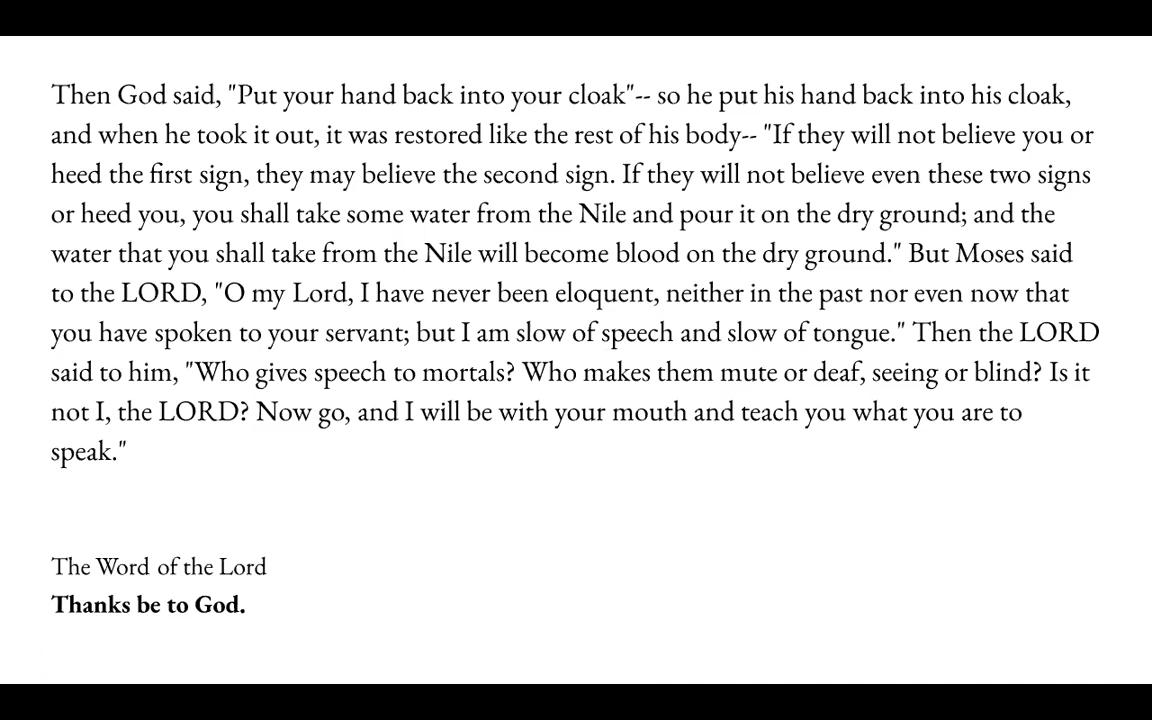 Then God said, "Put your hand back into your cloak"-- so he put his hand back into his cloak,
and when he took it out, it was restored like the rest of his body-- "If they will not believe you or
heed the first sign, they may believe the second sign. If they will not believe even these two signs
or heed you, you shall take some water from the Nile and pour it on the dry ground; and the
water that you shall take from the Nile will become blood on the dry ground." But Moses said
to the LORD, "O my Lord, I have never been eloquent, neither in the past nor even now that
you have spoken to your servant; but I am slow of speech and slow of tongue." Then the LORD
said to him, "Who gives speech to mortals? Who makes them mute or deaf, seeing or blind? Is it
not I, the LORD? Now go, and I will be with your mouth and teach you what you are to
speak."
The Word of the Lord
Thanks be to God.